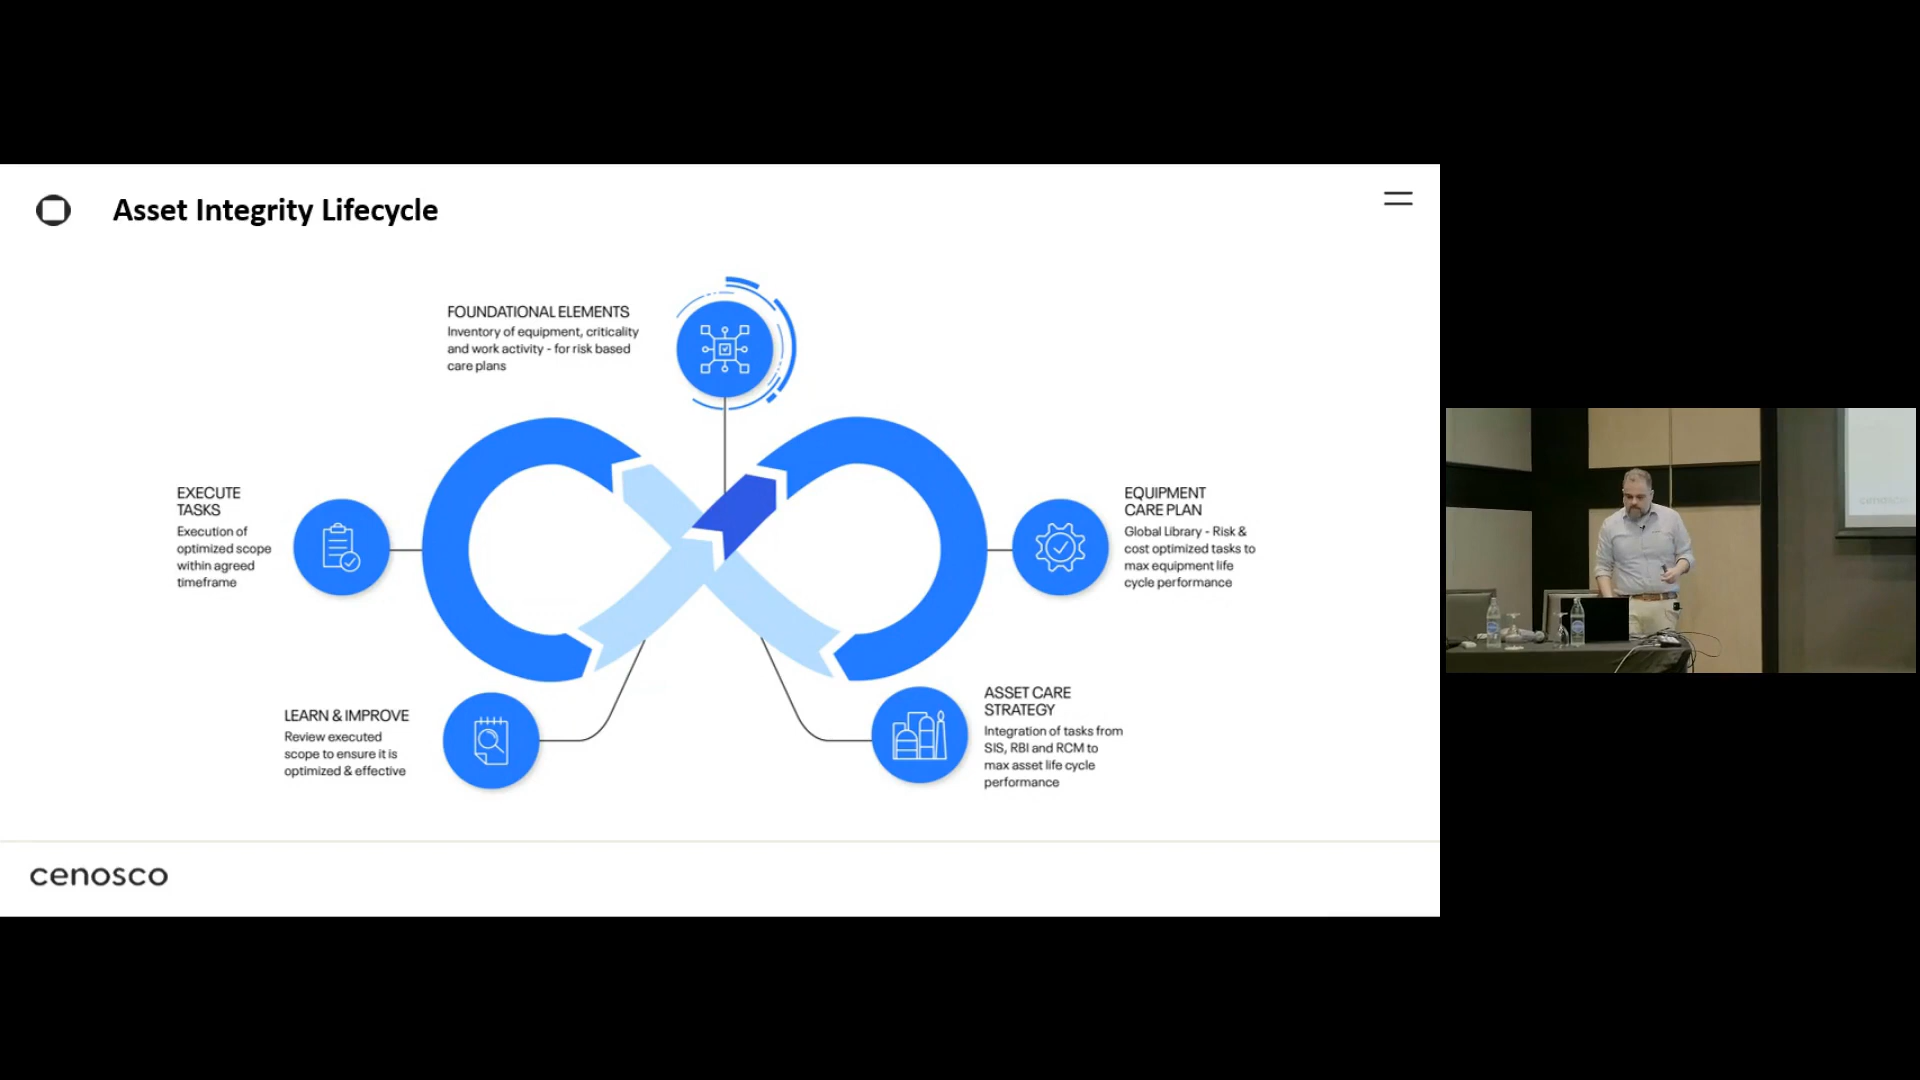 Asset Integrity Lifecycle
FOUNDATIONAL ELEMENTS
Inventory of equipment, criticality
and work activity - for risk based
care plans
EXECUTE
TASKS
Execution of
optimized scope
within agreed
timeframe
EQUIPMENT
CARE PLAN
Global Library - Risk &
cost optimized tasks to
max equipment life
cycle performance
LEARN & IMPROVE
Review executed
scope to ensure it is
optimized & effective
ASSET CARE
STRATEGY
Integration of tasks from
SIS, RBI and RCM to
max asset life cycle
performance
cenosco